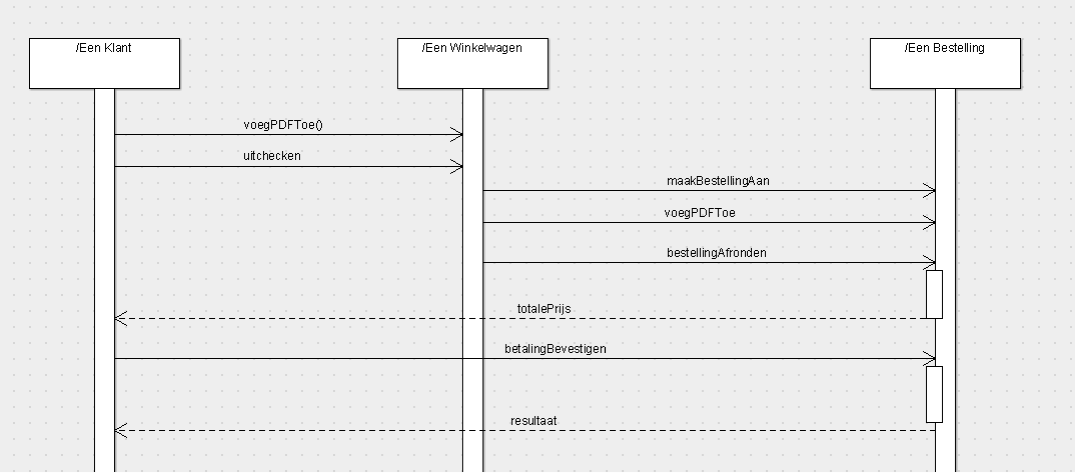 /Een Klant
/Een Winkelwagen
/Een Bestelling
voegPDFToe()
uitchecken
maakBestellingAan
voegPDFToe
bestellingAfronden
totalePrijs
betalingBevestigen
resultaat